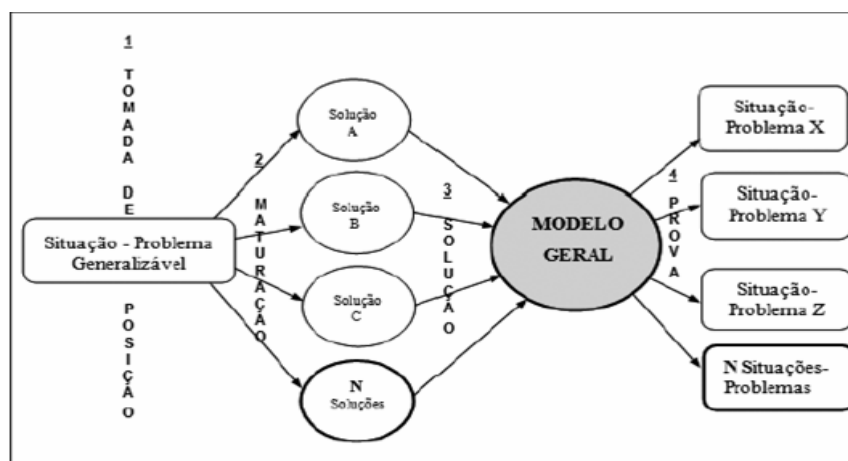 1 TOMADA DE POSIÇÃO
Situação - Problema
Generalizável
2 MATURAÇÃO
Solução
A
Solução
B
Solução
C
N
Soluções
3 SOLUÇÃO
MODELO
GERAL
4 PROVA
Situação-
Problema X
Situação-
Problema Y
Situação-
Problema Z
N Situações-
Problemas